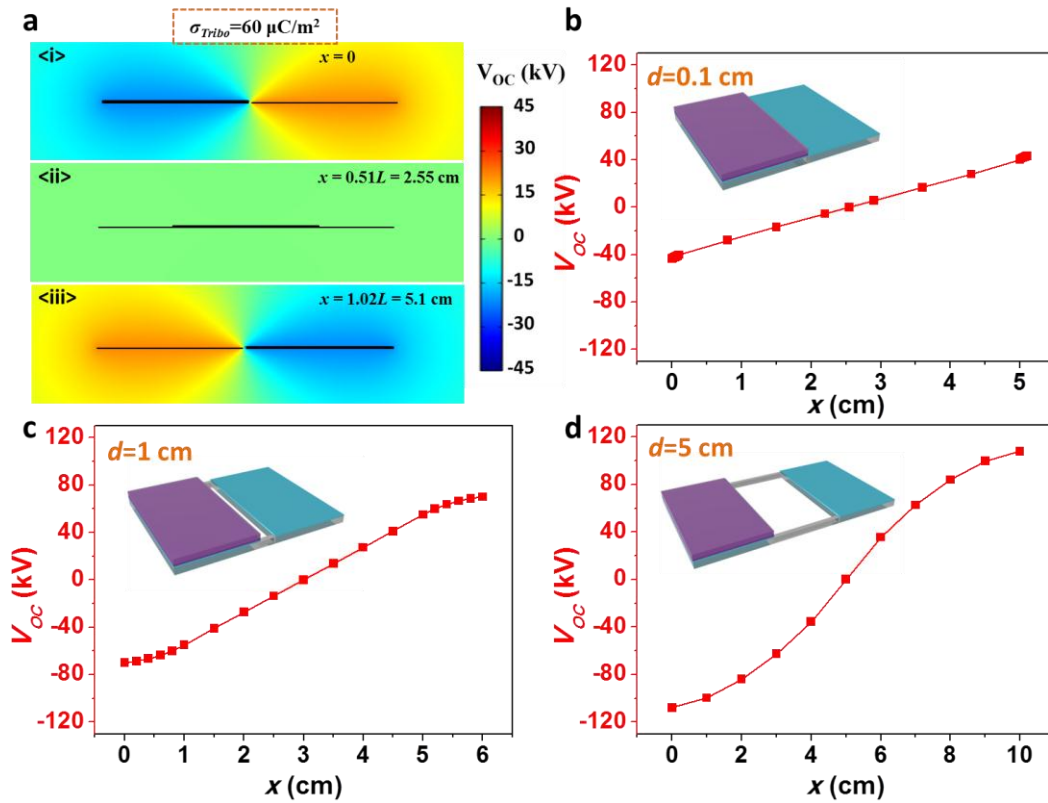 a
σTribo=60 μC/m²
<i>
x = 0
<ii>
x = 0.51L = 2.55 cm
<iii>
x = 1.02L = 5.1 cm
VOC (kV)
45
30
15
0
-15
-30
-45
b
d=0.1 cm
VOC (kV)
120
80
40
0
-40
-80
-120
0 1 2 3 4 5
x (cm)
c
d=1 cm
VOC (kV)
120
80
40
0
-40
-80
-120
0 1 2 3 4 5 6
x (cm)
d
d=5 cm
VOC (kV)
120
80
40
0
-40
-80
-120
0 2 4 6 8 10
x (cm)